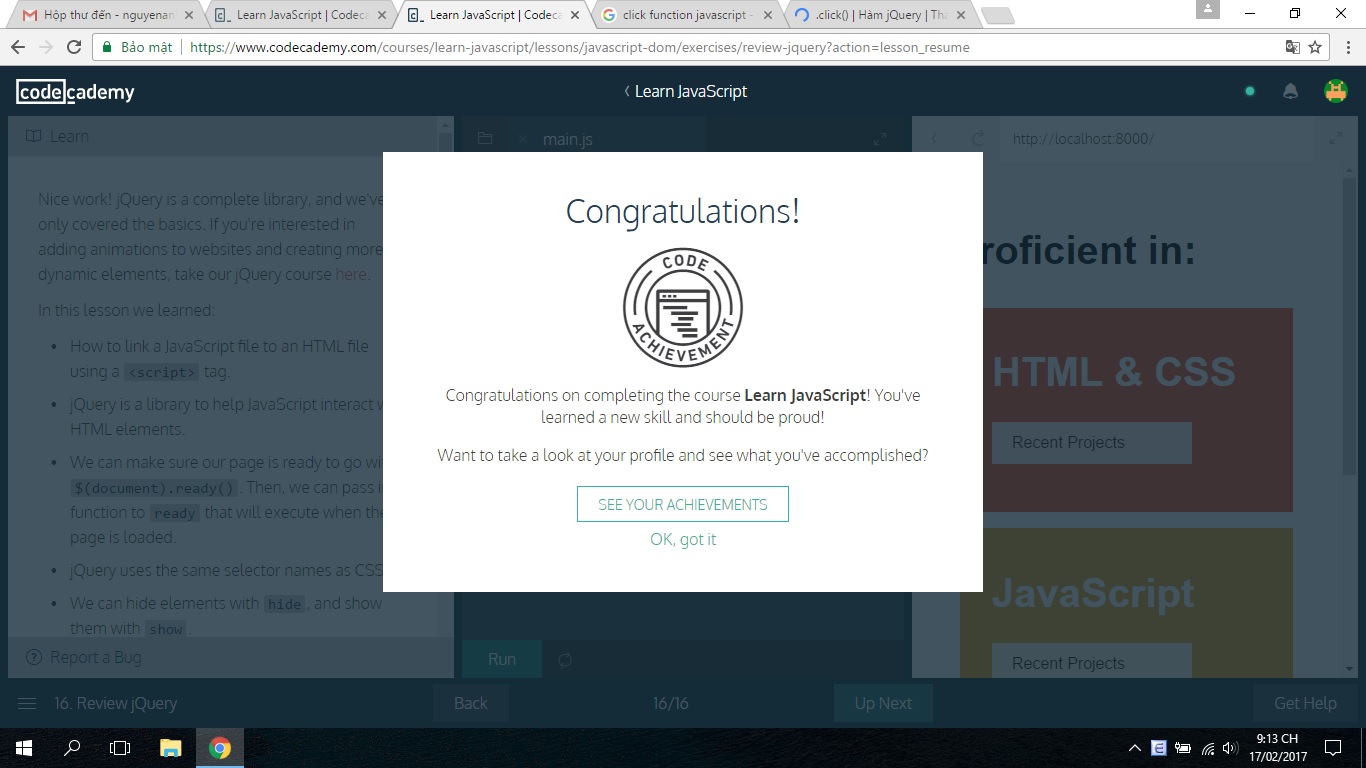 Hộp thư đến - nguyenan
Learn JavaScript | Codeca
Learn JavaScript | Codeca
click function javascript -
.click() | Hàm jQuery | Tha
Bảo mật
https://www.codecademy.com/courses/learn-javascript/lessons/javascript-dom/exercises/review-jquery?action=lesson_resume
codecademy
Learn JavaScript
Learn
main.js
http://localhost:8000/
Nice work! jQuery is a complete library, and we've
only covered the basics. If you're interested in
adding animations to websites and creating more
dynamic elements, take our jQuery course here.
In this lesson we learned:
• How to link a JavaScript file to an HTML file
using a <script> tag.
• jQuery is a library to help JavaScript interact w
HTML elements.
• We can make sure our page is ready to go wi
$(document).ready(). Then, we can pass i
function to ready that will execute when the
page is loaded.
• jQuery uses the same selector names as CSS
• We can hide elements with hide, and show
them with show.
Report a Bug
Congratulations!
CODE
ACHIEVEMENT
Congratulations on completing the course Learn JavaScript! You've
learned a new skill and should be proud!
Want to take a look at your profile and see what you've accomplished?
SEE YOUR ACHIEVEMENTS
OK, got it
roficient in:
HTML & CSS
Recent Projects
JavaScript
Recent Projects
Run
16. Review jQuery
Back
16/16
Up Next
Get Help
9:13 CH
17/02/2017